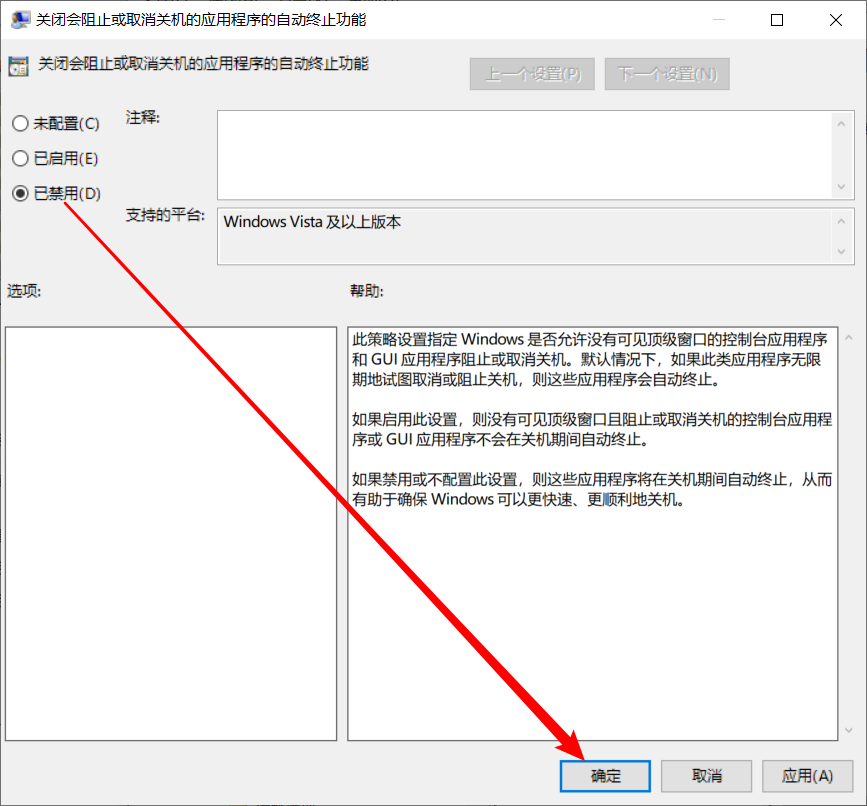 关闭会阻止或取消关机的应用程序的自动终止功能
关闭会阻止或取消关机的应用程序的自动终止功能
上一个设置(P)
下一个设置(N)
未配置(C)
注释:
已启用(E)
已禁用(D)
支持的平台:
Windows Vista 及以上版本
选项:
帮助:
此策略设置指定 Windows 是否允许没有可见顶级窗口的控制台应用程序
和 GUI 应用程序阻止或取消关机。默认情况下，如果此类应用程序无限
期地试图取消或阻止关机，则这些应用程序会自动终止。
如果启用此设置，则没有可见顶级窗口且阻止或取消关机的控制台应用程
序或 GUI 应用程序不会在关机期间自动终止。
如果禁用或不配置此设置，则这些应用程序将在关机期间自动终止，从而
有助于确保 Windows 可以更快速、更顺利地关机。
确定
取消
应用(A)